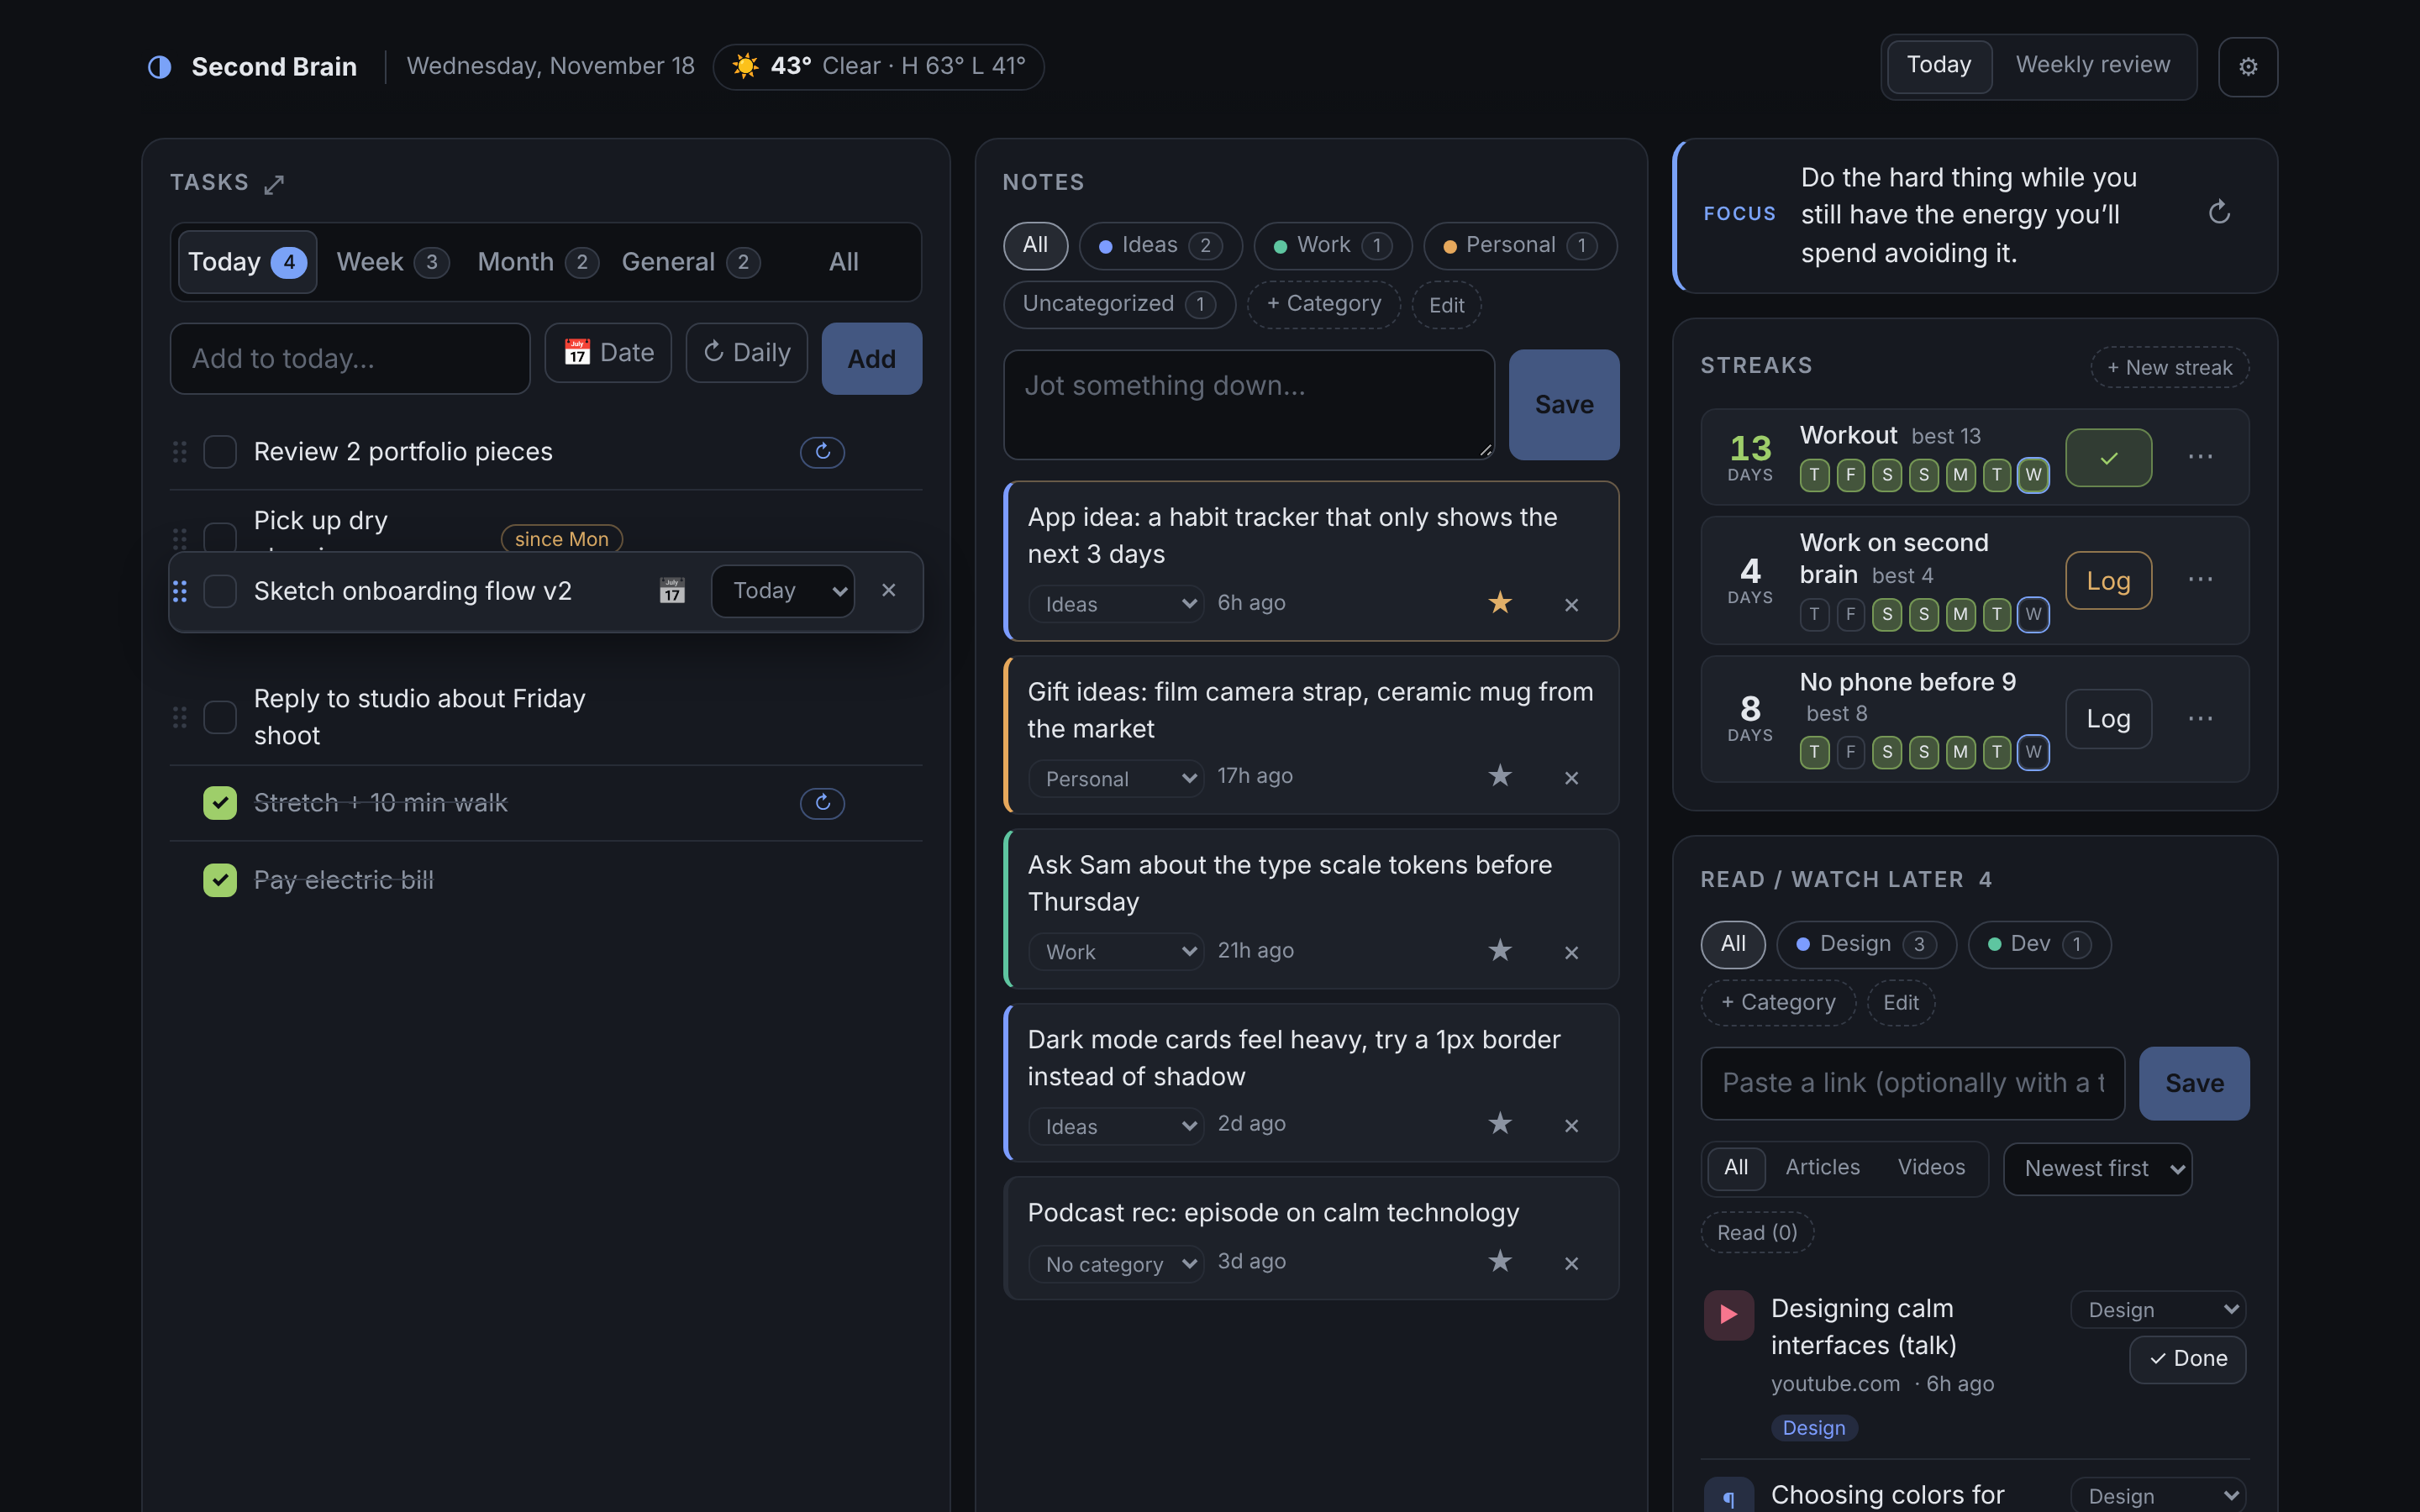 Second Brain
Wednesday, November 18
43° Clear · H 63° L 41°
Today
Weekly review
TASKS
Today 4
Week 3
Month 2
General 2
All
Add to today...
Date
Daily
Add
Review 2 portfolio pieces
Pick up dry
since Mon
Sketch onboarding flow v2
Today
Reply to studio about Friday
shoot
Stretch + 10 min walk
Pay electric bill
NOTES
All
Ideas 2
Work 1
Personal 1
Uncategorized 1
+ Category
Edit
Jot something down...
Save
App idea: a habit tracker that only shows the
next 3 days
Ideas
6h ago
Gift ideas: film camera strap, ceramic mug from
the market
Personal
17h ago
Ask Sam about the type scale tokens before
Thursday
Work
21h ago
Dark mode cards feel heavy, try a 1px border
instead of shadow
Ideas
2d ago
Podcast rec: episode on calm technology
No category
3d ago
FOCUS
Do the hard thing while you
still have the energy you’ll
spend avoiding it.
STREAKS
+ New streak
13
DAYS
Workout best 13
T F S S M T W
4
DAYS
Work on second
brain best 4
T F S S M T W
Log
8
DAYS
No phone before 9
best 8
T F S S M T W
Log
READ / WATCH LATER 4
All
Design 3
Dev 1
+ Category
Edit
Paste a link (optionally with a t
Save
All
Articles
Videos
Newest first
Read (0)
Designing calm
interfaces (talk)
youtube.com · 6h ago
Design
Design
✓ Done
Choosing colors for
Design